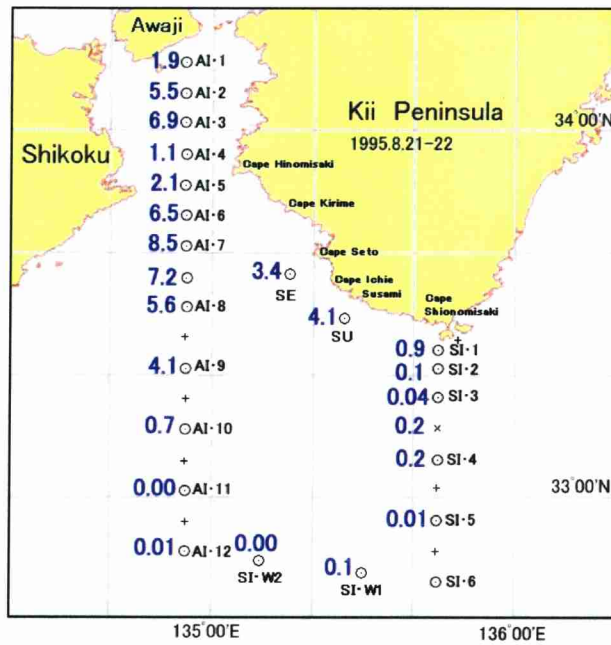 Awaji
1.9 AI·1
5.5 AI·2
6.9 AI·3
34°00'N
Kii Peninsula
1995.8.21-22
Shikoku
1.1 AI·4
Cape Hinomisaki
2.1 AI·5
Cape Kirime
6.5 AI·6
8.5 AI·7
Cape Seto
7.2
3.4
SE
Cape Ichie
Susami
Cape
Shionomisaki
5.6 AI·8
4.1
SU
0.9 SI·1
4.1 AI·9
0.1 SI·2
0.04 SI·3
0.7 AI·10
0.2
0.2 SI·4
0.00 AI·11
33°00'N
0.01 SI·5
0.01 AI·12
0.00
SI·W2
0.1
SI·W1
SI·6
135°00'E
136°00'E